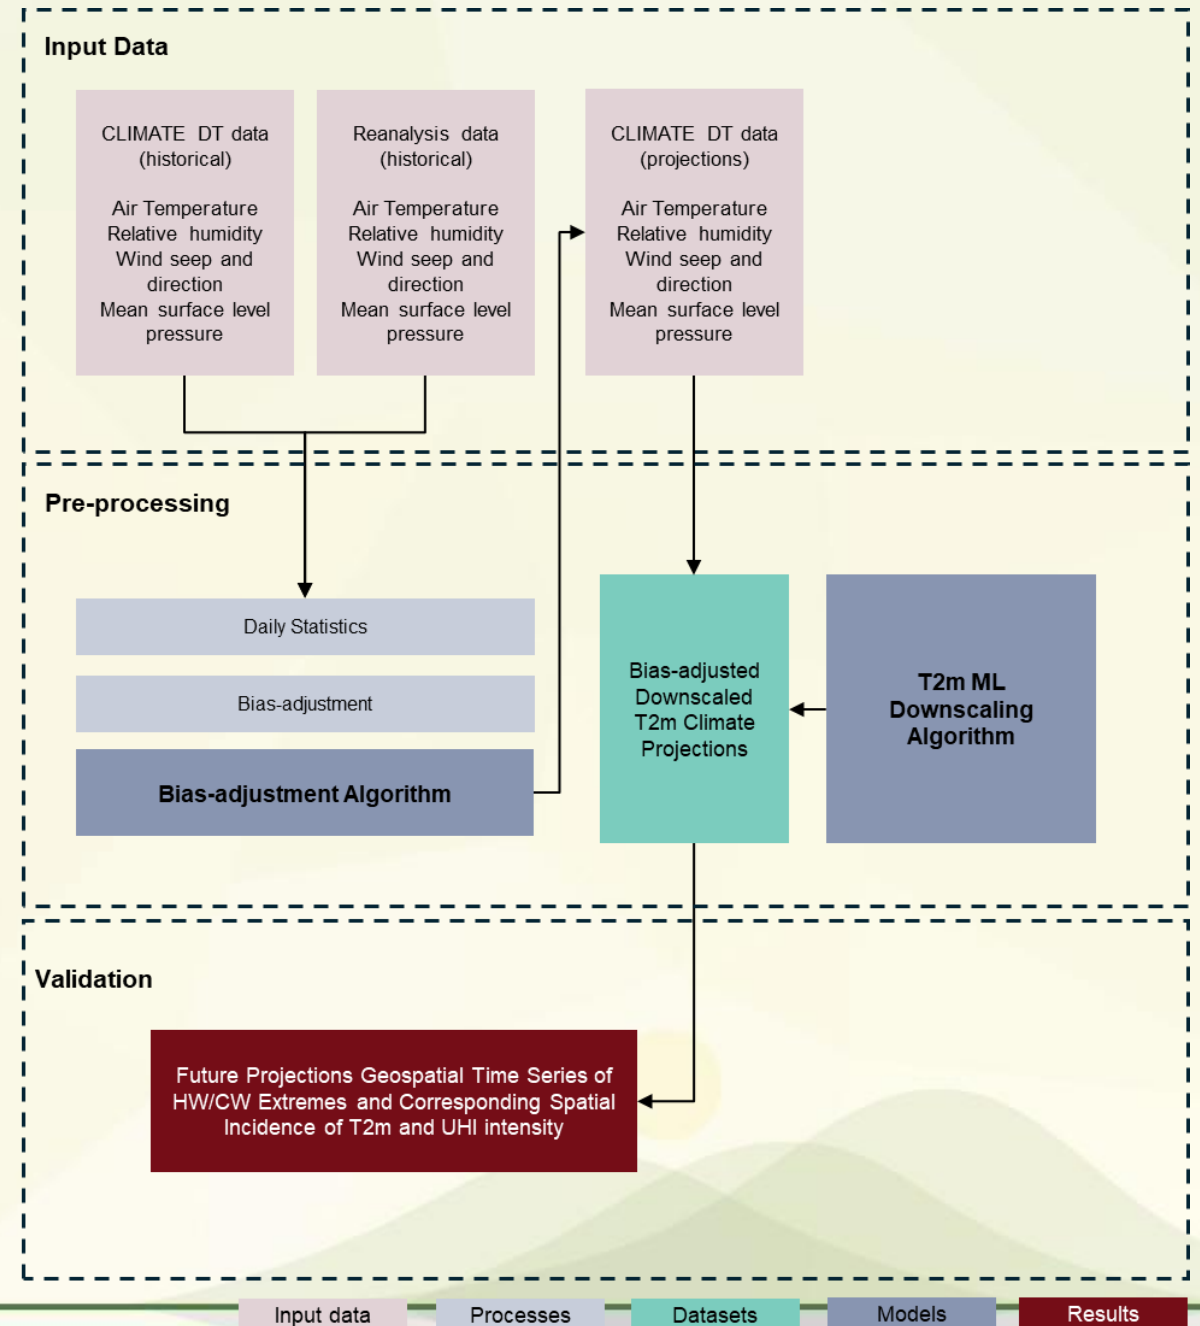 Input Data
CLIMATE DT data
(historical)
Air Temperature
Relative humidity
Wind seep and
direction
Mean surface level
pressure
Reanalysis data
(historical)
Air Temperature
Relative humidity
Wind seep and
direction
Mean surface level
pressure
CLIMATE DT data
(projections)
Air Temperature
Relative humidity
Wind seep and
direction
Mean surface level
pressure
Pre-processing
Daily Statistics
Bias-adjustment
Bias-adjustment Algorithm
Bias-adjusted
Downscaled
T2m Climate
Projections
T2m ML
Downscaling
Algorithm
Validation
Future Projections Geospatial Time Series of
HW/CW Extremes and Corresponding Spatial
Incidence of T2m and UHI intensity
Input data
Processes
Datasets
Models
Results